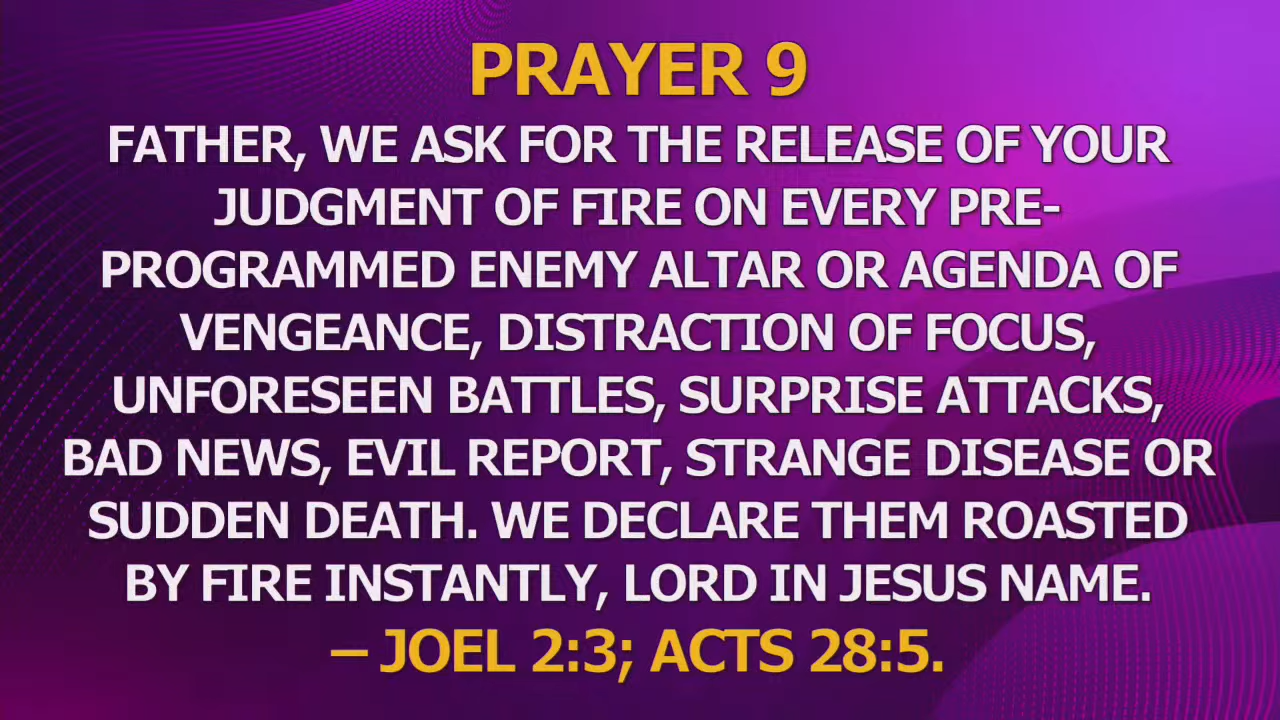 PRAYER 9
FATHER, WE ASK FOR THE RELEASE OF YOUR
JUDGMENT OF FIRE ON EVERY PRE-
PROGRAMMED ENEMY ALTAR OR AGENDA OF
VENGEANCE, DISTRACTION OF FOCUS,
UNFORESEEN BATTLES, SURPRISE ATTACKS,
BAD NEWS, EVIL REPORT, STRANGE DISEASE OR
SUDDEN DEATH. WE DECLARE THEM ROASTED
BY FIRE INSTANTLY, LORD IN JESUS NAME.
– JOEL 2:3; ACTS 28:5.